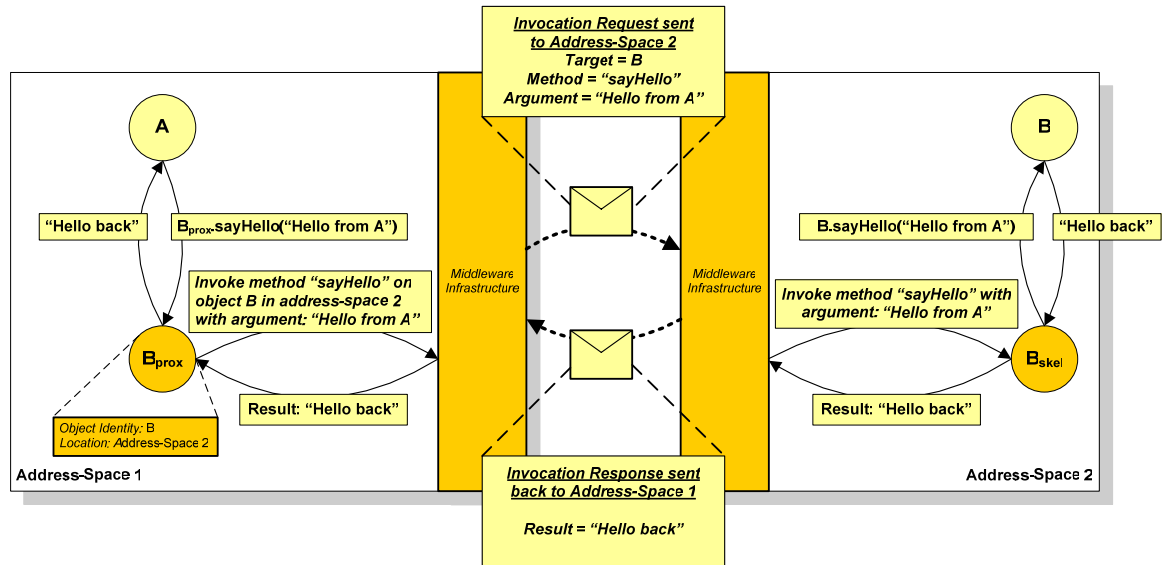 Invocation Request sent
to Address-Space 2
Target = B
Method = “sayHello”
Argument = “Hello from A”
A
B
“Hello back”
Bprox.sayHello(“Hello from A”)
B.sayHello(“Hello from A”)
“Hello back”
Middleware
Infrastructure
Middleware
Infrastructure
Invoke method “sayHello” on
object B in address-space 2
with argument: “Hello from A”
Invoke method “sayHello” with
argument: “Hello from A”
Bprox
Bskel
Result: “Hello back”
Result: “Hello back”
Object Identity: B
Location: Address-Space 2
Address-Space 1
Address-Space 2
Invocation Response sent
back to Address-Space 1
Result = “Hello back”